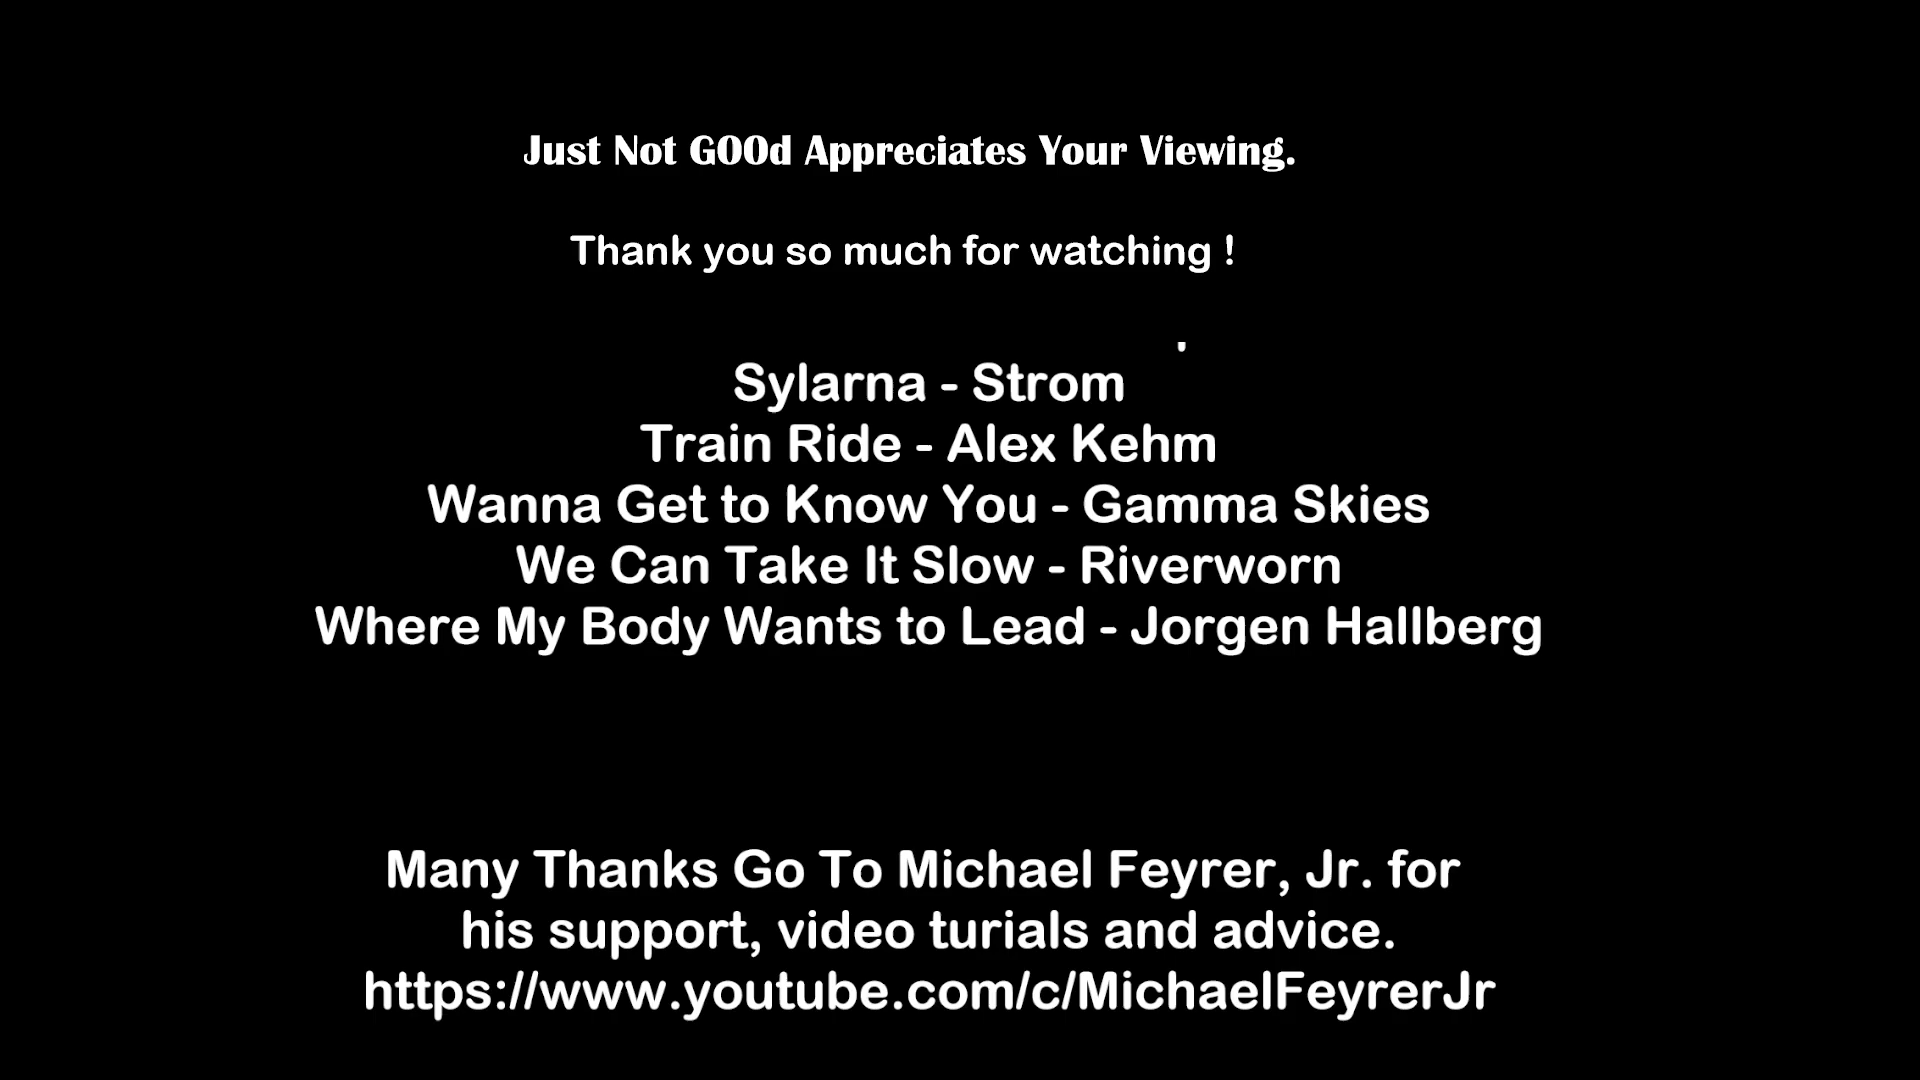 Just Not GOOd Appreciates Your Viewing.
Thank you so much for watching !
Sylarna - Strom
Train Ride - Alex Kehm
Wanna Get to Know You - Gamma Skies
We Can Take It Slow - Riverworn
Where My Body Wants to Lead - Jorgen Hallberg
Many Thanks Go To Michael Feyrer, Jr. for
his support, video turials and advice.
https://www.youtube.com/c/MichaelFeyrerJr